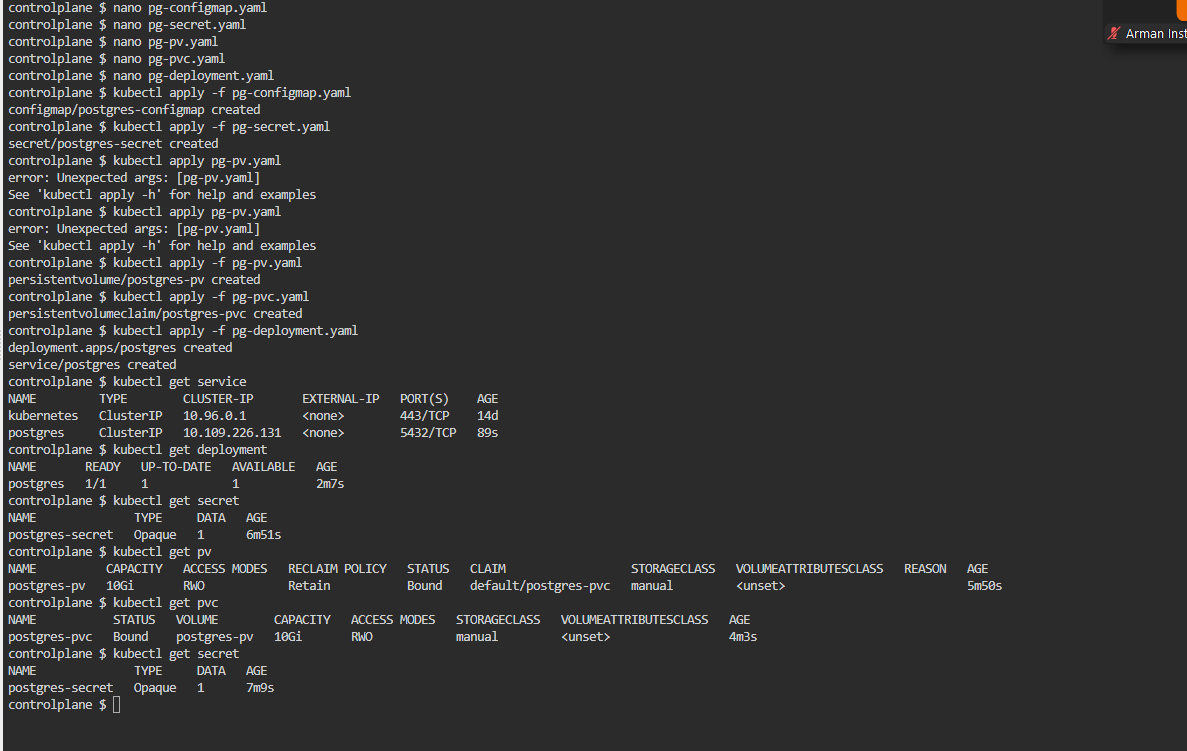 controlplane $ nano pg-configmap.yaml
controlplane $ nano pg-secret.yaml
controlplane $ nano pg-pv.yaml
controlplane $ nano pg-pvc.yaml
controlplane $ nano pg-deployment.yaml
controlplane $ kubectl apply -f pg-configmap.yaml
configmap/postgres-configmap created
controlplane $ kubectl apply -f pg-secret.yaml
secret/postgres-secret created
controlplane $ kubectl apply pg-pv.yaml
error: Unexpected args: [pg-pv.yaml]
See 'kubectl apply -h' for help and examples
controlplane $ kubectl apply pg-pv.yaml
error: Unexpected args: [pg-pv.yaml]
See 'kubectl apply -h' for help and examples
controlplane $ kubectl apply -f pg-pv.yaml
persistentvolume/postgres-pv created
controlplane $ kubectl apply -f pg-pvc.yaml
persistentvolumeclaim/postgres-pvc created
controlplane $ kubectl apply -f pg-deployment.yaml
deployment.apps/postgres created
service/postgres created
controlplane $ kubectl get service
NAME         TYPE        CLUSTER-IP       EXTERNAL-IP   PORT(S)    AGE
kubernetes   ClusterIP   10.96.0.1        <none>        443/TCP    14d
postgres     ClusterIP   10.109.226.131   <none>        5432/TCP   89s
controlplane $ kubectl get deployment
NAME       READY   UP-TO-DATE   AVAILABLE   AGE
postgres   1/1     1            1           2m7s
controlplane $ kubectl get secret
NAME              TYPE     DATA   AGE
postgres-secret   Opaque   1      6m51s
controlplane $ kubectl get pv
NAME          CAPACITY   ACCESS MODES   RECLAIM POLICY   STATUS   CLAIM                  STORAGECLASS   VOLUMEATTRIBUTESCLASS   REASON   AGE
postgres-pv   10Gi       RWO            Retain           Bound    default/postgres-pvc   manual         <unset>                          5m50s
controlplane $ kubectl get pvc
NAME           STATUS   VOLUME        CAPACITY   ACCESS MODES   STORAGECLASS   VOLUMEATTRIBUTESCLASS   AGE
postgres-pvc   Bound    postgres-pv   10Gi       RWO            manual         <unset>                 4m3s
controlplane $ kubectl get secret
NAME              TYPE     DATA   AGE
postgres-secret   Opaque   1      7m9s
controlplane $
Arman Inst